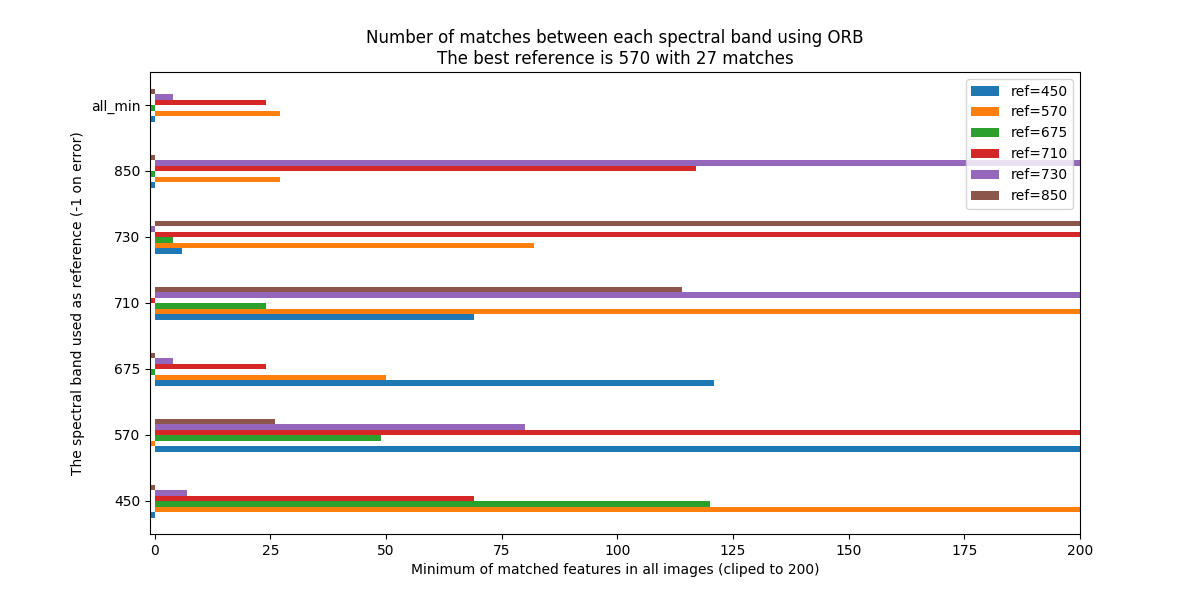 Number of matches between each spectral band using ORB
The best reference is 570 with 27 matches
The spectral band used as reference (-1 on error)
all_min
850
730
710
675
570
450
ref=450
ref=570
ref=675
ref=710
ref=730
ref=850
0 25 50 75 100 125 150 175 200
Minimum of matched features in all images (cliped to 200)